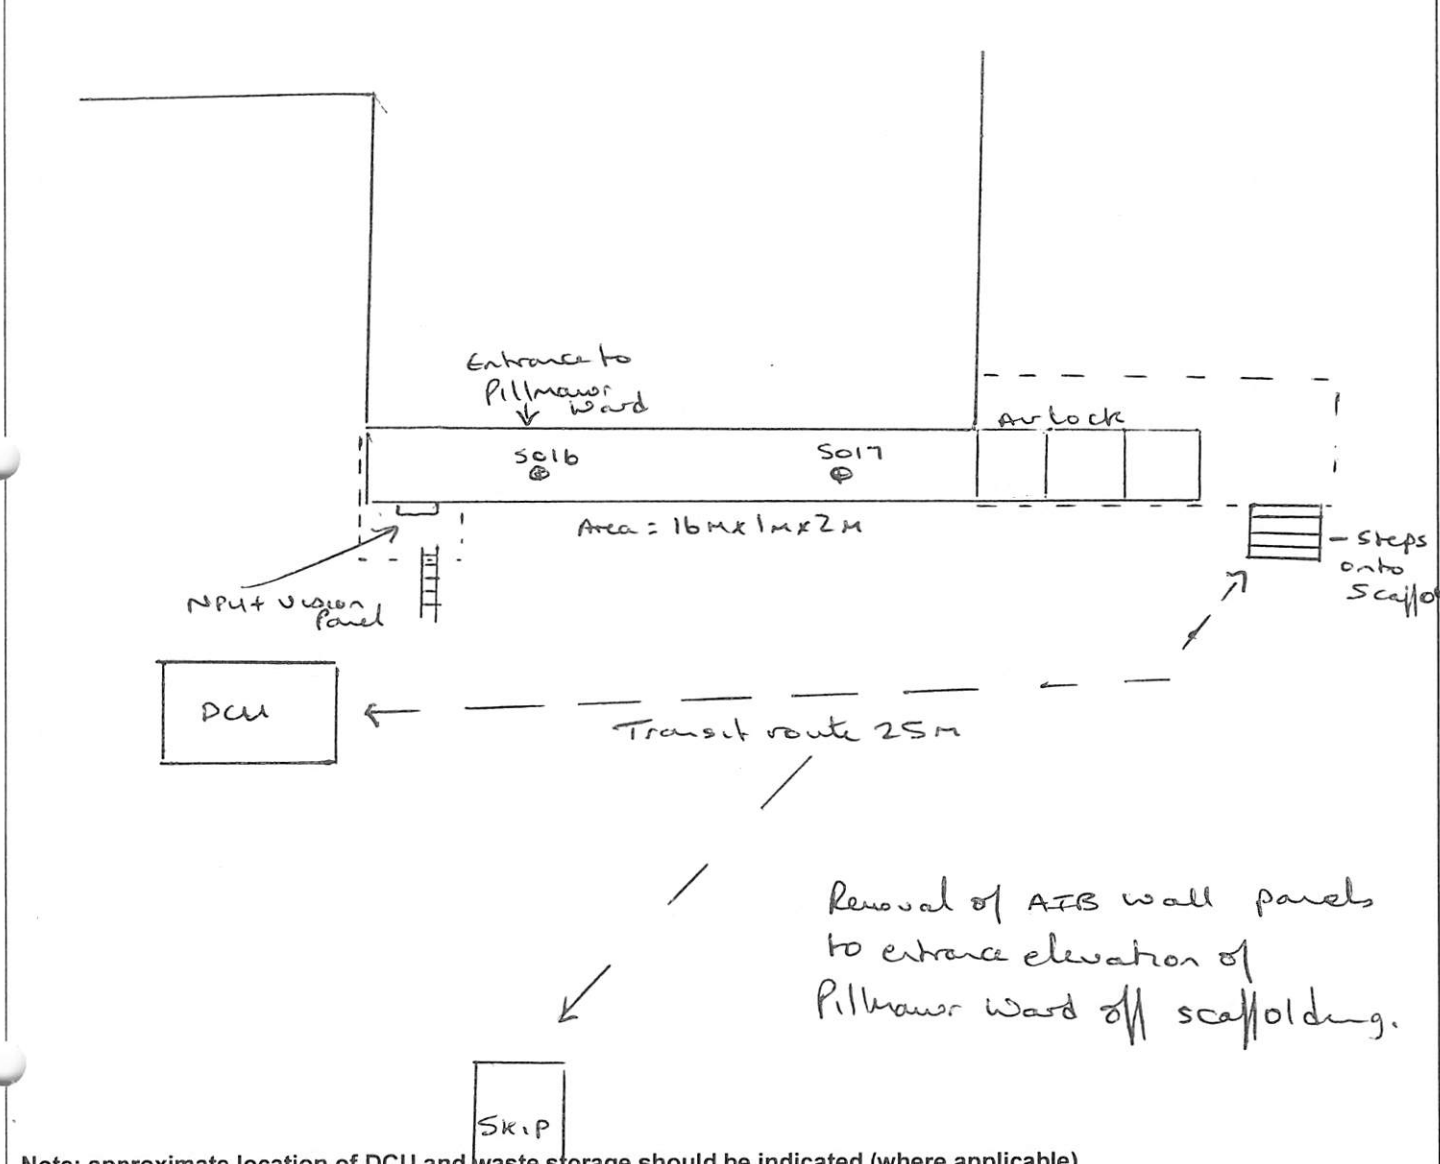 Entrance to
Pillmawr
Ward
Airlock
S016
S017
Area = 16m x 1m x 2m
- Steps
onto
Scaffo
NPU + Vision
Panel
DCU
Transit route 25m
Removal of AIB wall panels
to entrance elevation of
Pillmawr Ward off scaffolding.
Skip
Note: approximate location of DCU and waste storage should be indicated (where applicable)